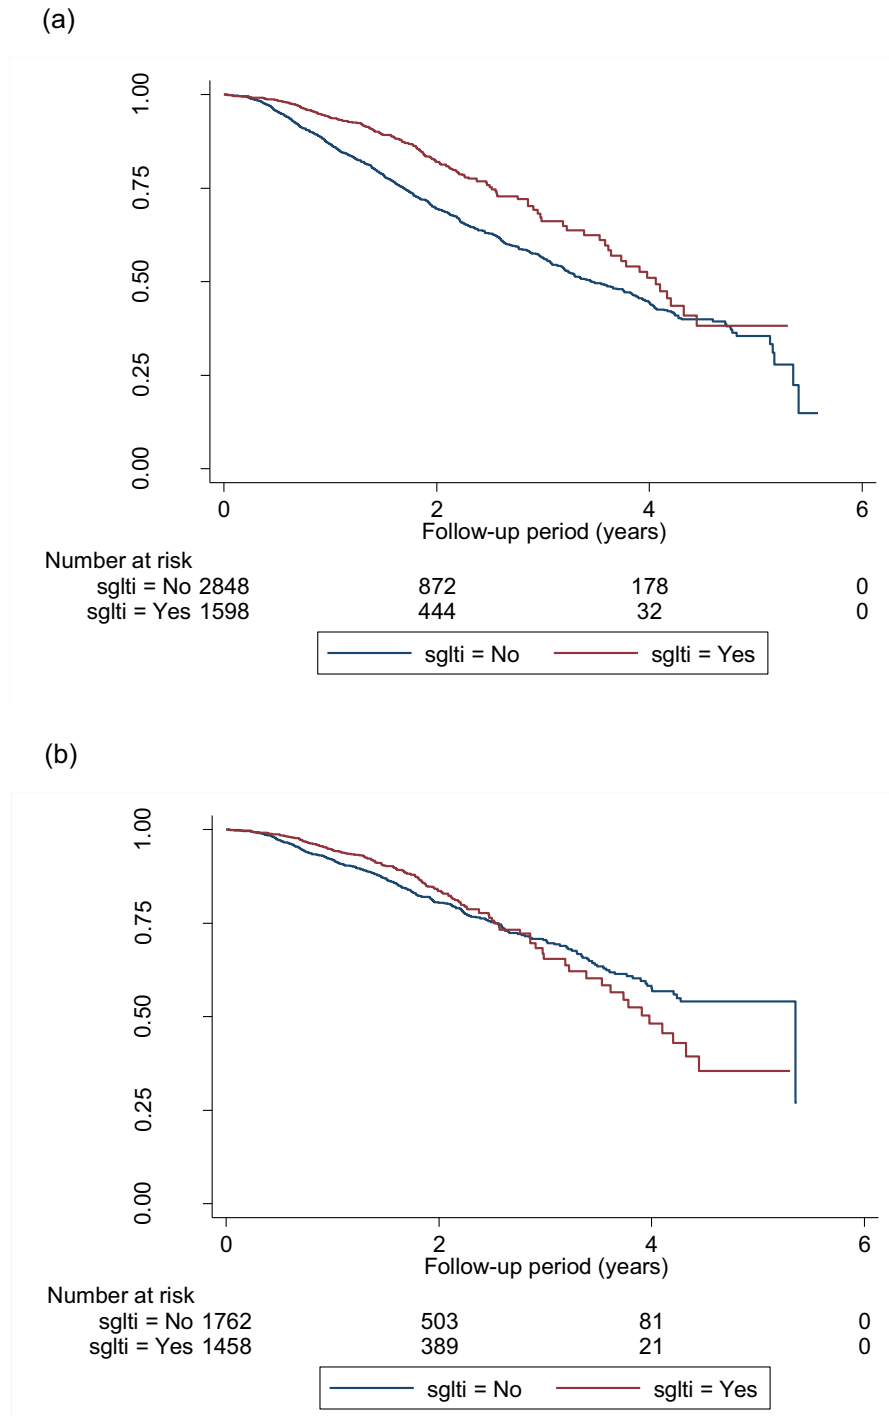 (a)
1.00
0.75
0.50
0.25
0.00
0 2 4 6
Follow-up period (years)
Number at risk
sglti = No 2848 872 178 0
sglti = Yes 1598 444 32 0
sglti = No sglti = Yes
(b)
1.00
0.75
0.50
0.25
0.00
0 2 4 6
Follow-up period (years)
Number at risk
sglti = No 1762 503 81 0
sglti = Yes 1458 389 21 0
sglti = No sglti = Yes